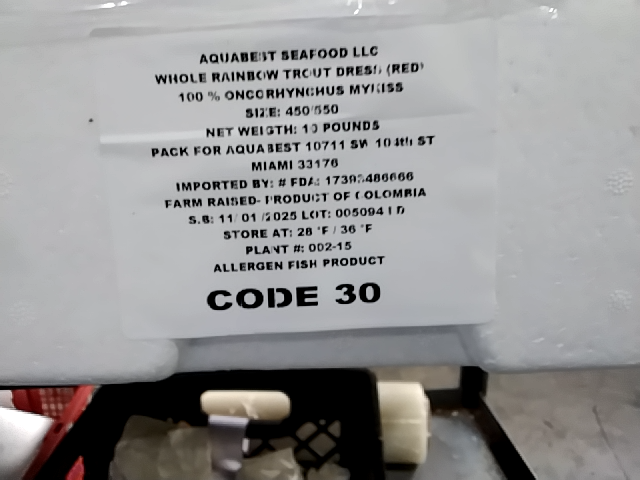 AQUABEST SEAFOOD LLC
WHOLE RAINBOW TROUT DRESS (RED)
100 % ONCORHYNCHUS MYKISS
SIZE: 450/550
NET WEIGTH: 10 POUNDS
PACK FOR AQUABEST 10711 SW 104th ST
MIAMI 33176
IMPORTED BY: # FDA:
FARM RAISED- PRODUCT OF COLOMBIA
S.B: 11/ 01 /2025 LOT: 005094
STORE AT: 28 °F / 36 °F
PLANT #: 002-15
ALLERGEN FISH PRODUCT
CODE 30